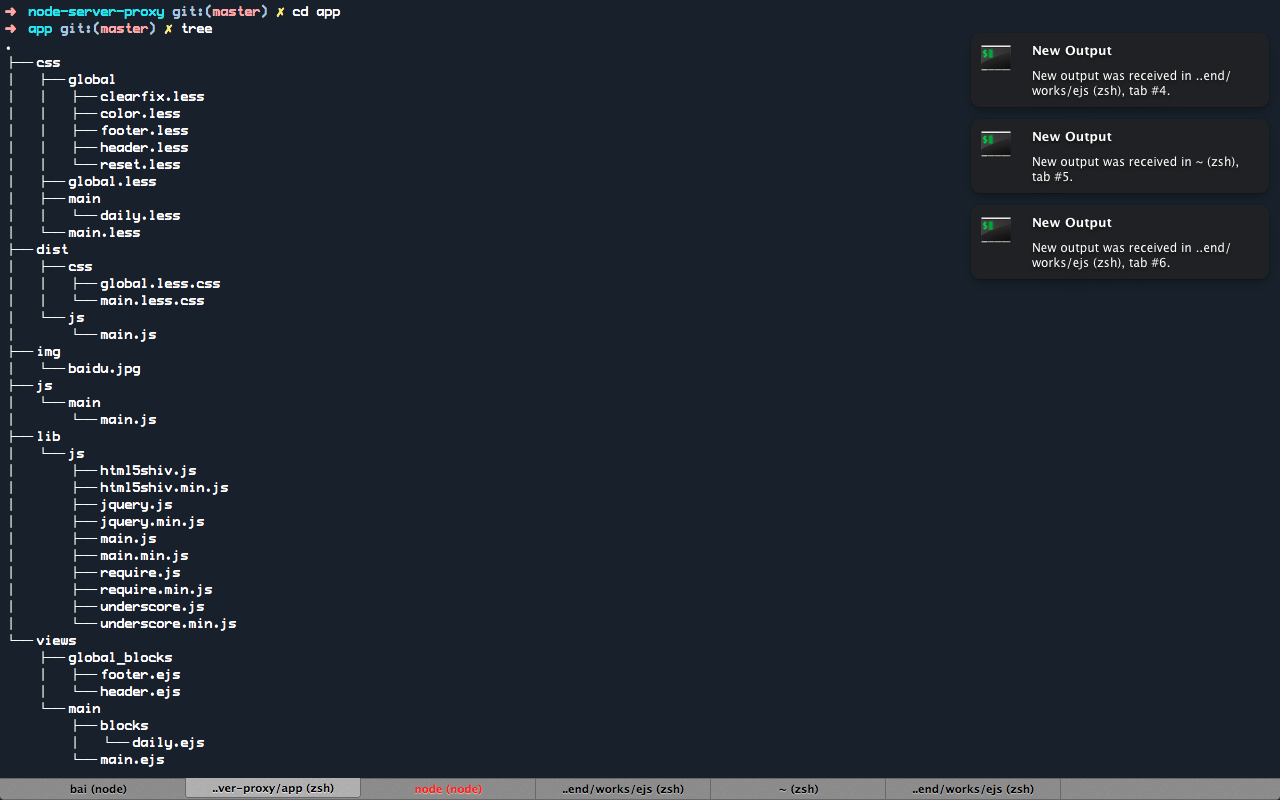 ➜  node-server-proxy git:(master) ✗ cd app
➜  app git:(master) ✗ tree
.
├── css
│   ├── global
│   │   ├── clearfix.less
│   │   ├── color.less
│   │   ├── footer.less
│   │   ├── header.less
│   │   └── reset.less
│   ├── global.less
│   ├── main
│   │   └── daily.less
│   └── main.less
├── dist
│   ├── css
│   │   ├── global.less.css
│   │   └── main.less.css
│   └── js
│       └── main.js
├── img
│   └── baidu.jpg
├── js
│   └── main
│       └── main.js
├── lib
│   └── js
│       ├── html5shiv.js
│       ├── html5shiv.min.js
│       ├── jquery.js
│       ├── jquery.min.js
│       ├── main.js
│       ├── main.min.js
│       ├── require.js
│       ├── require.min.js
│       ├── underscore.js
│       └── underscore.min.js
└── views
    ├── global_blocks
    │   ├── footer.ejs
    │   └── header.ejs
    └── main
        ├── blocks
        │   └── daily.ejs
        └── main.ejs
$
New Output
New output was received in ..end/
works/ejs (zsh), tab #4.
$
New Output
New output was received in ~ (zsh),
tab #5.
$
New Output
New output was received in ..end/
works/ejs (zsh), tab #6.
bai (node)
..ver-proxy/app (zsh)
node (node)
..end/works/ejs (zsh)
~ (zsh)
..end/works/ejs (zsh)